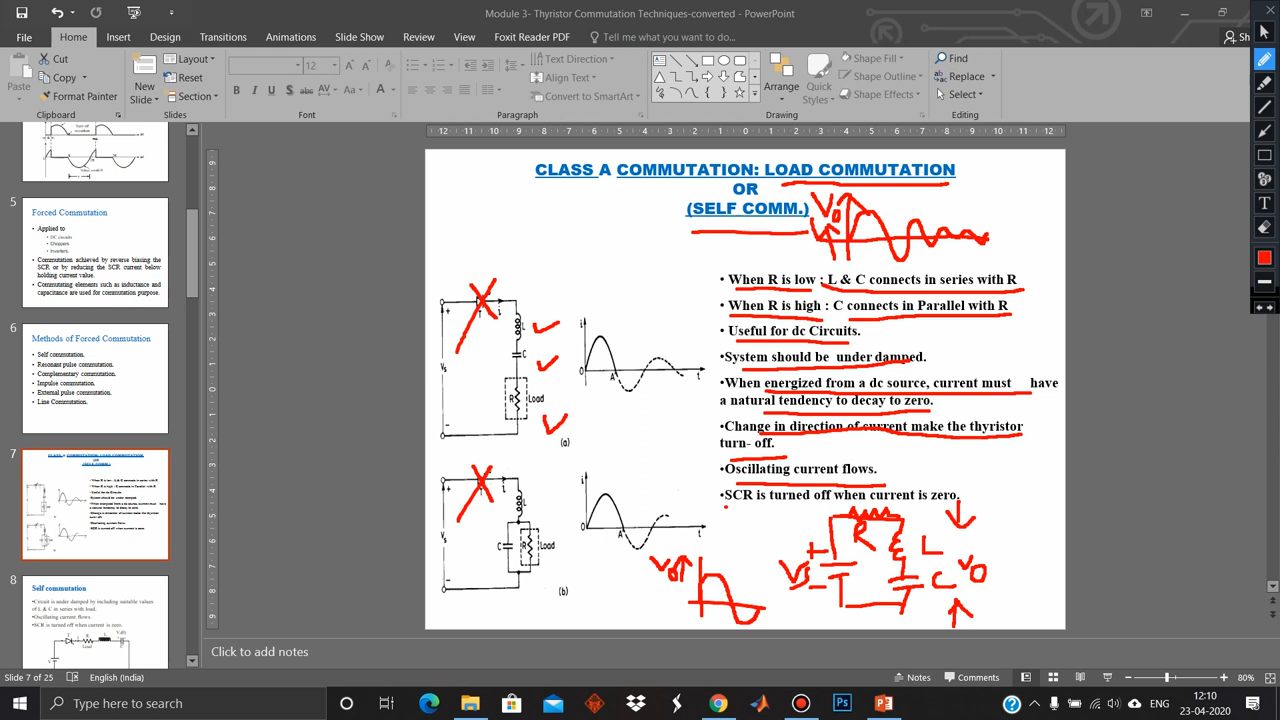 Module 3- Thyristor Commutation Techniques-converted - PowerPoint
File Home Insert Draw Design Transitions Animations Slide Show Review View Foxit Reader PDF Tell me what you want to do... Sh
Paste
Cut
Copy
Format Painter
Clipboard
New
Slide
Layout
Reset
Section
Slides
12
B I U S abc AV Aa A
Font
Paragraph
Text Direction
Align Text
Convert to SmartArt
Arrange
Quick
Styles
Shape Fill
Shape Outline
Shape Effects
Drawing
Find
Replace
Select
Editing
5
Forced Commutation
• Applied to
• DC circuits
• Choppers.
• Inverters.
• Commutation achieved by reverse biasing the
SCR or by reducing the SCR current below
holding current value.
• Commutating elements such as inductance and
capacitance are used for commutation purpose.
6
Methods of Forced Commutation
• Self commutation.
• Resonant pulse commutation.
• Complementary commutation.
• Impulse commutation.
• External pulse commutation.
• Line Commutation.
7
8
Self commutation
•Circuit is under damped by including suitable values
of L & C in series with load.
•Oscillating current flows.
•SCR is turned off when current is zero.
T R L
Load
CLASS A COMMUTATION: LOAD COMMUTATION
OR
(SELF COMM.)
Vo
• When R is low : L & C connects in series with R
• When R is high : C connects in Parallel with R
• Useful for dc Circuits.
•System should be under damped.
•When energized from a dc source, current must have
a natural tendency to decay to zero.
•Change in direction of current make the thyristor
turn- off.
•Oscillating current flows.
•SCR is turned off when current is zero.
+ T i L
C
Vs R Load
−
(a)
i 0 A t
+ T
Vs C R Load
−
(b)
i 0 A t
Vo
R
+ L
Vs C Vo
−
Click to add notes
Slide 7 of 25 English (India) Notes Comments 80%
Type here to search
ENG
12:10
23-04-2020